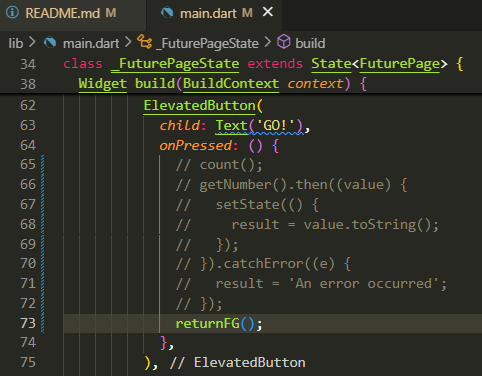 README.md M main.dart M
lib > main.dart > _FuturePageState > build
34 class _FuturePageState extends State<FuturePage> {
38 Widget build(BuildContext context) {
62 ElevatedButton(
63 child: Text('GO!'),
64 onPressed: () {
65 // count();
66 // getNumber().then((value) {
67 //   setState(() {
68 //     result = value.toString();
69 //   });
70 // }).catchError((e) {
71 //   result = 'An error occurred';
72 // });
73 returnFG();
74 },
75 ), // ElevatedButton